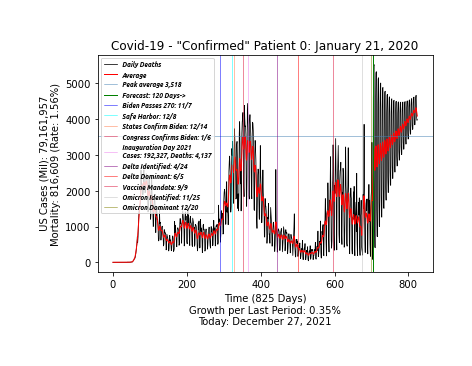 Covid-19 - "Confirmed" Patient 0: January 21, 2020
Daily Deaths
Average
Peak average 3,518
Forecast: 120 Days->
Biden Passes 270: 11/7
Safe Harbor: 12/8
States Confirm Biden: 12/14
Congress Confirms Biden: 1/6
Inauguration Day 2021
Cases: 192,327, Deaths: 4,137
Delta Identified: 4/24
Delta Dominant: 6/5
Vaccine Mandate: 9/9
Omicron Identified: 11/25
Omicron Dominant 12/20
5000
4000
3000
2000
1000
0
US Cases (Mil): 79,161,957
Mortality: 816,609 (Rate: 1.56%)
0 200 400 600 800
Time (825 Days)
Growth per Last Period: 0.35%
Today: December 27, 2021